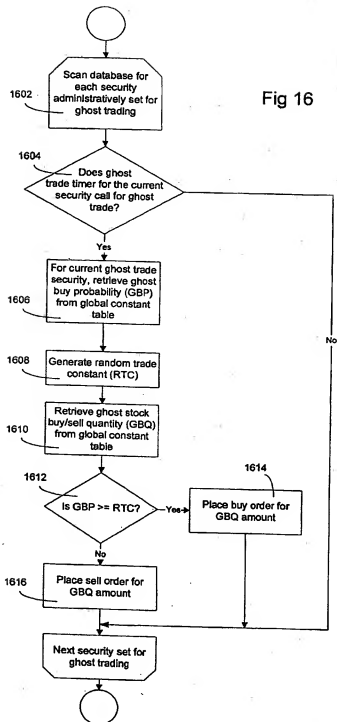 Scan database for
each security
administratively set for
ghost trading
1602
Fig 16
1604
Does ghost
trade timer for the current
security call for ghost
trade?
Yes
No
For current ghost trade
security, retrieve ghost
buy probability (GBP)
from global constant
table
1606
1608
Generate random trade
constant (RTC)
Retrieve ghost stock
buy/sell quantity (GBQ)
from global constant
table
1610
1612
Is GBP >= RTC?
Yes
1614
Place buy order for
GBQ amount
No
Place sell order for
GBQ amount
1616
Next security set for
ghost trading